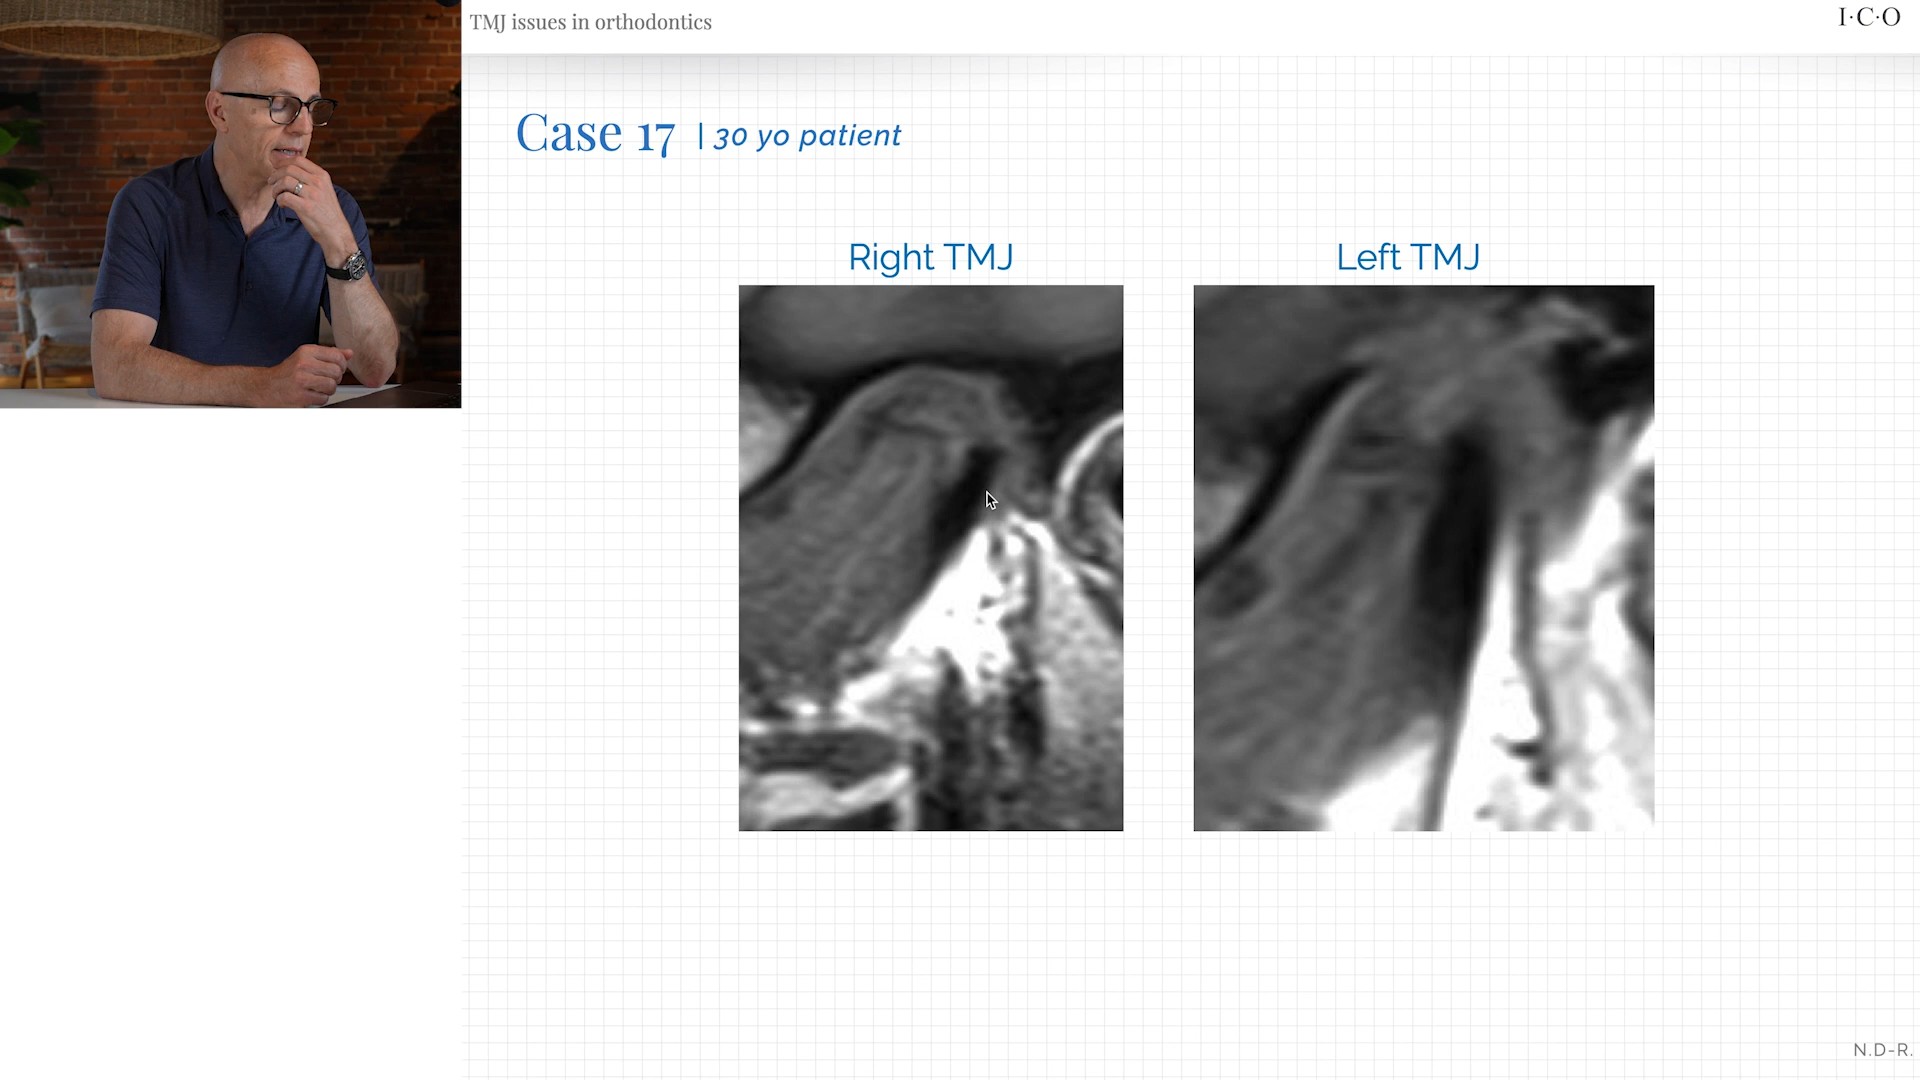 TMJ issues in orthodontics
I·C·O
Case 17 | 30 yo patient
Right TMJ
Left TMJ
N.D-R.